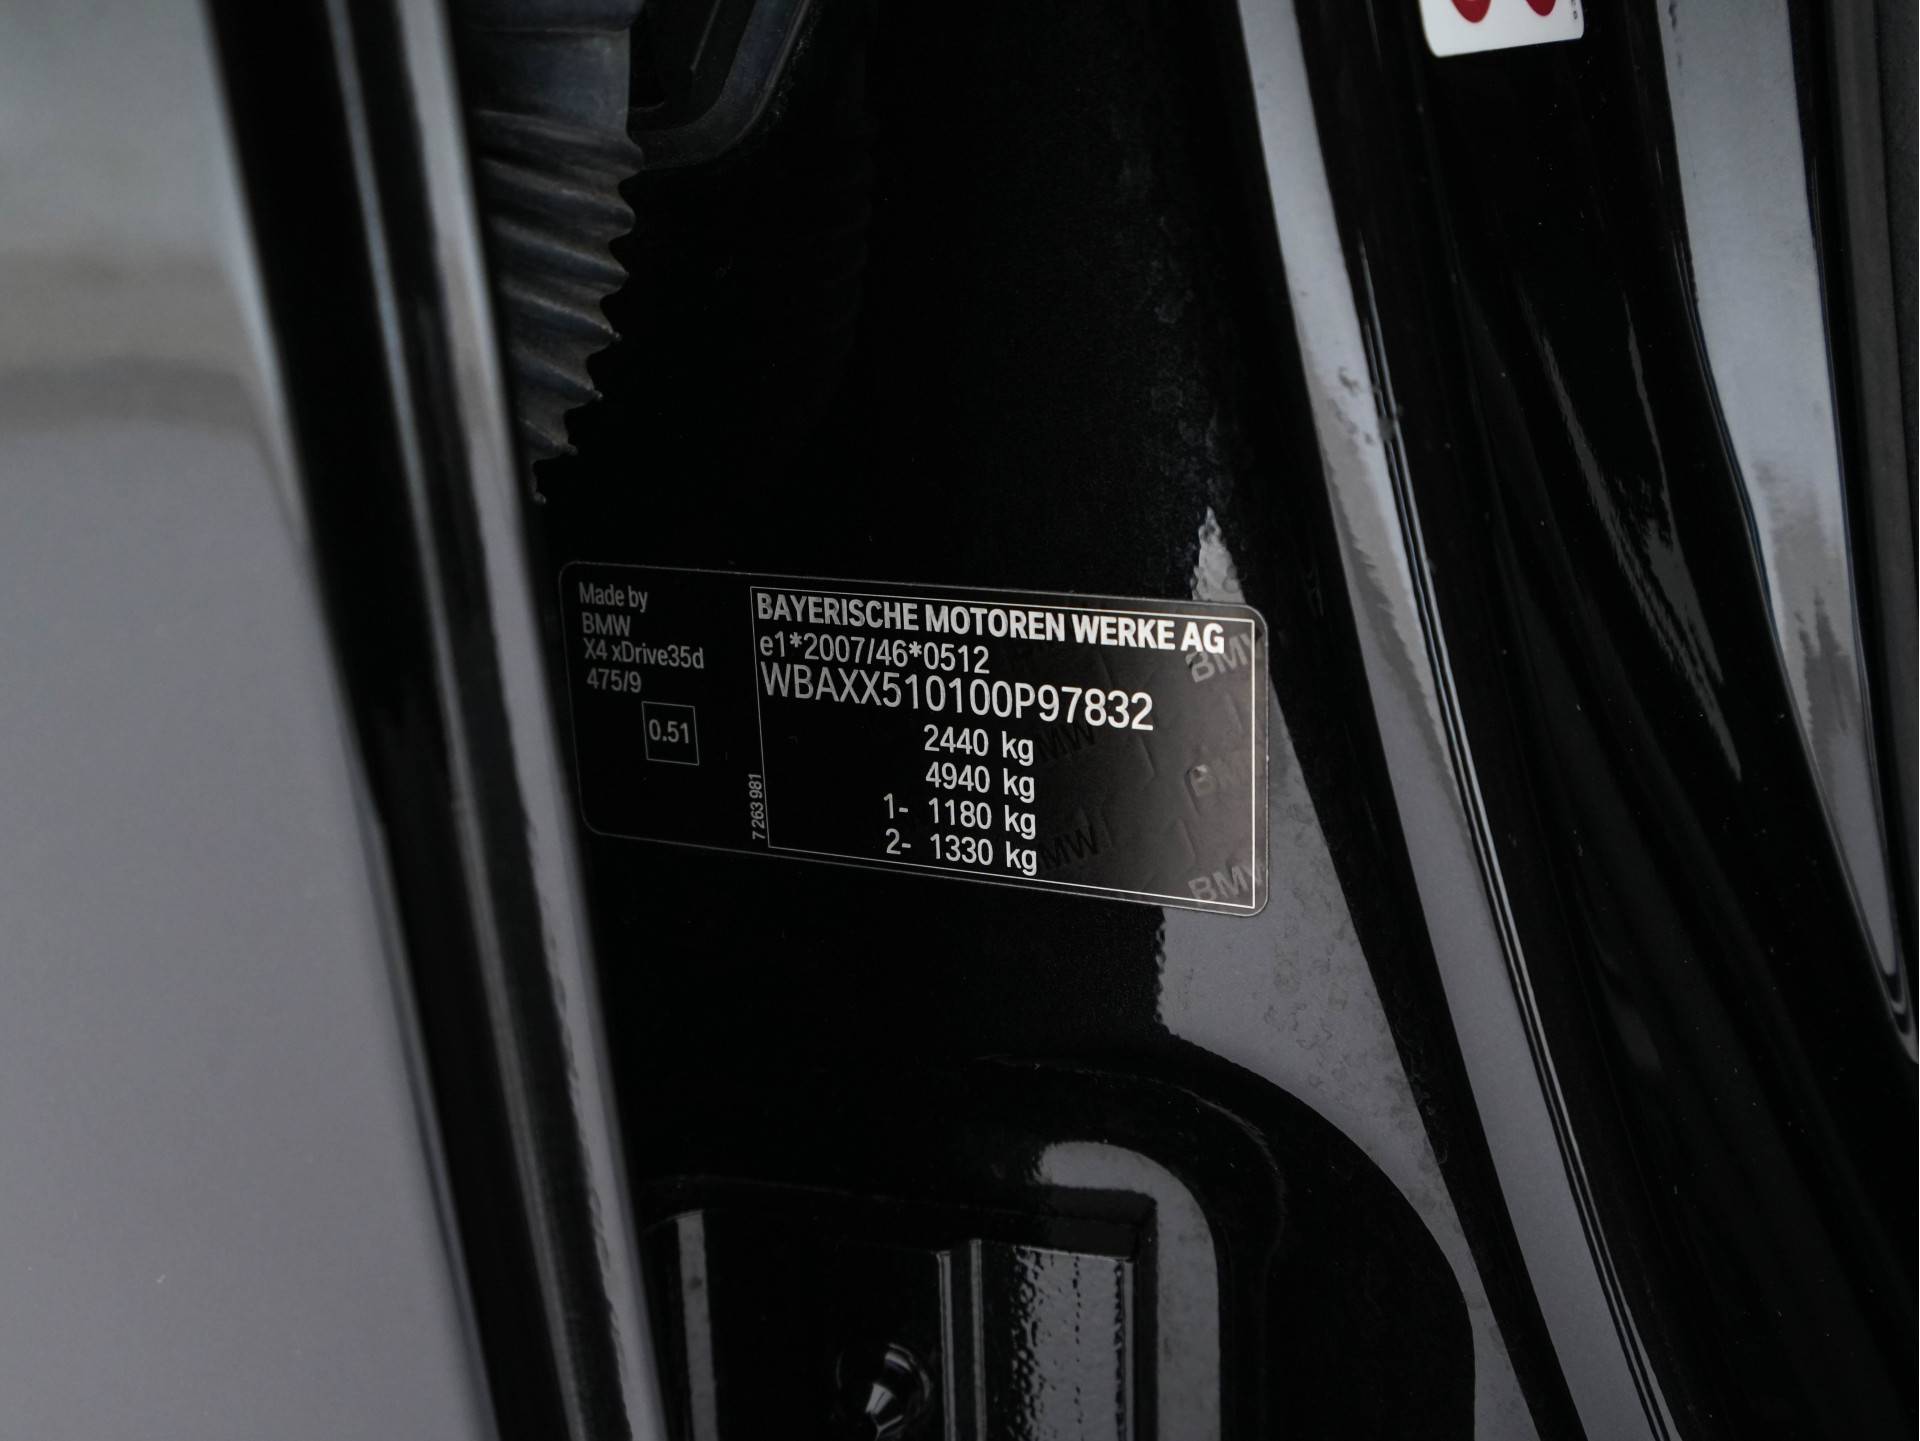 Made by
BMW
X4 xDrive35d
475/9
0.51
7 263 981
BAYERISCHE MOTOREN WERKE AG
e1*2007/46*0512
WBAXX510100P97832
2440 kg
4940 kg
1- 1180 kg
2- 1330 kg